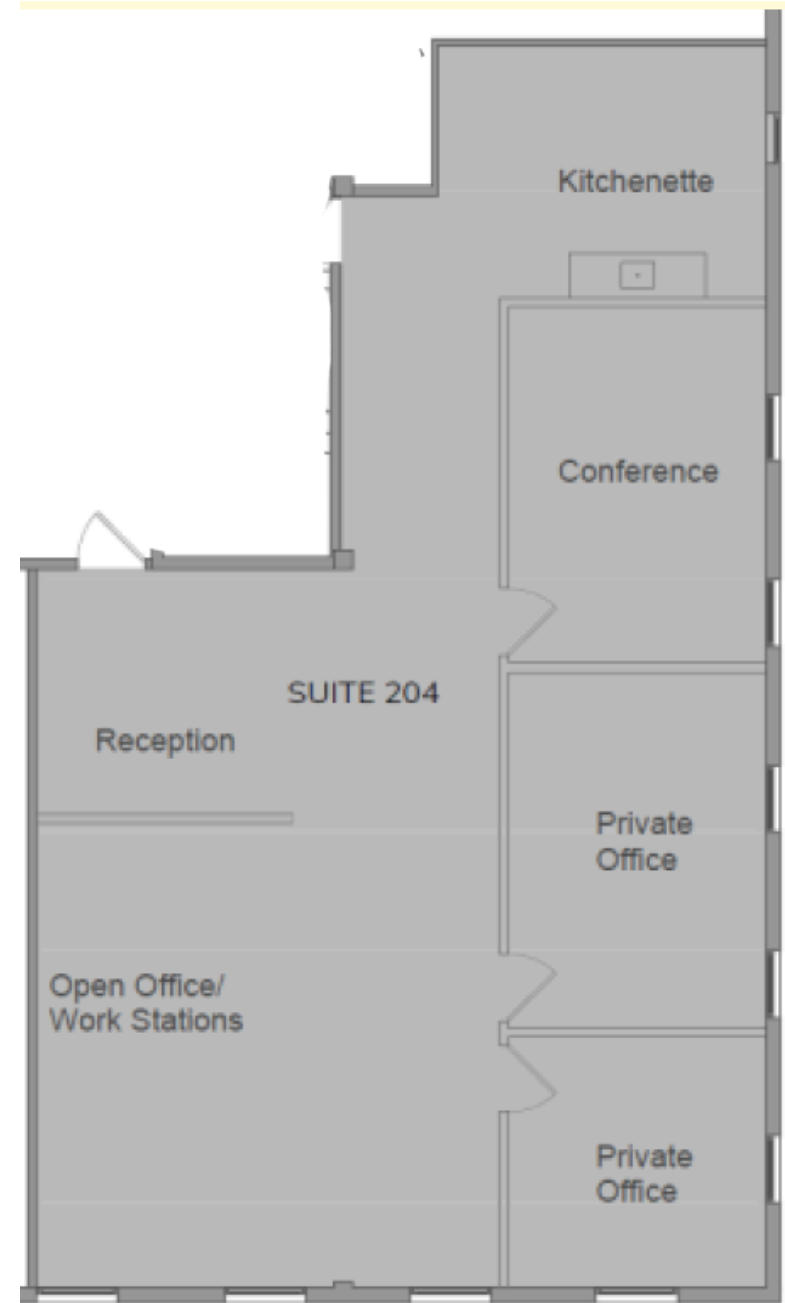 Kitchenette
Conference
SUITE 204
Reception
Private
Office
Open Office/
Work Stations
Private
Office